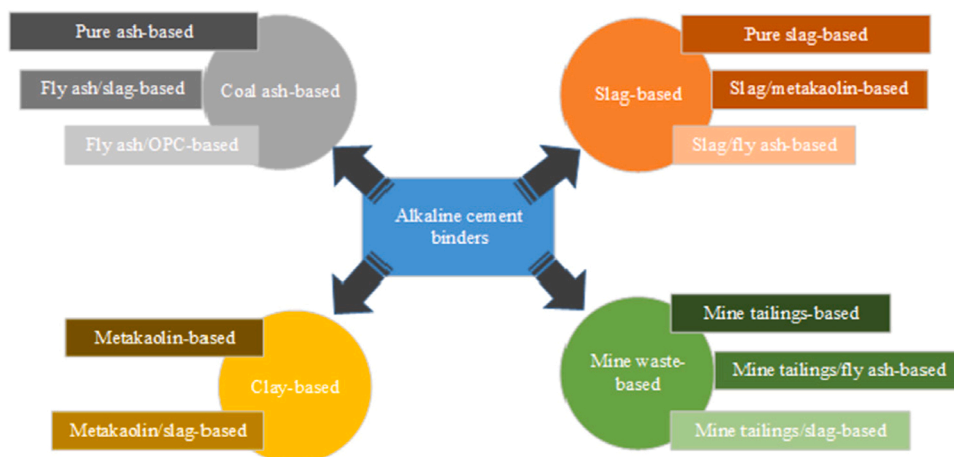 Pure ash-based
Fly ash/slag-based
Coal ash-based
Fly ash/OPC-based
Pure slag-based
Slag-based
Slag/metakaolin-based
Slag/fly ash-based
Alkaline cement
binders
Metakaolin-based
Clay-based
Metakaolin/slag-based
Mine tailings-based
Mine waste-
based
Mine tailings/fly ash-based
Mine tailings/slag-based